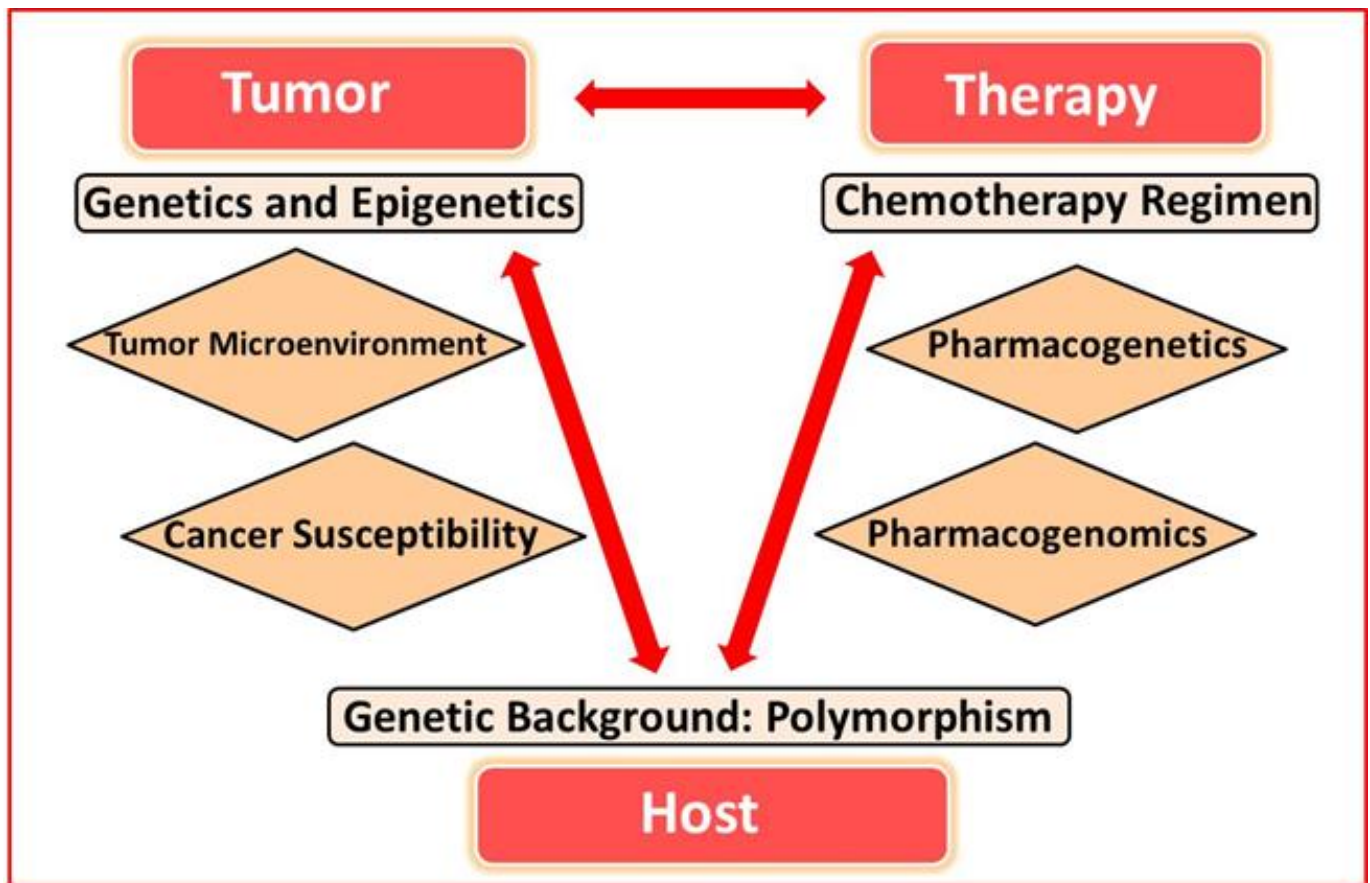 Tumor
Therapy
Genetics and Epigenetics
Chemotherapy Regimen
Tumor Microenvironment
Pharmacogenetics
Cancer Susceptibility
Pharmacogenomics
Genetic Background: Polymorphism
Host